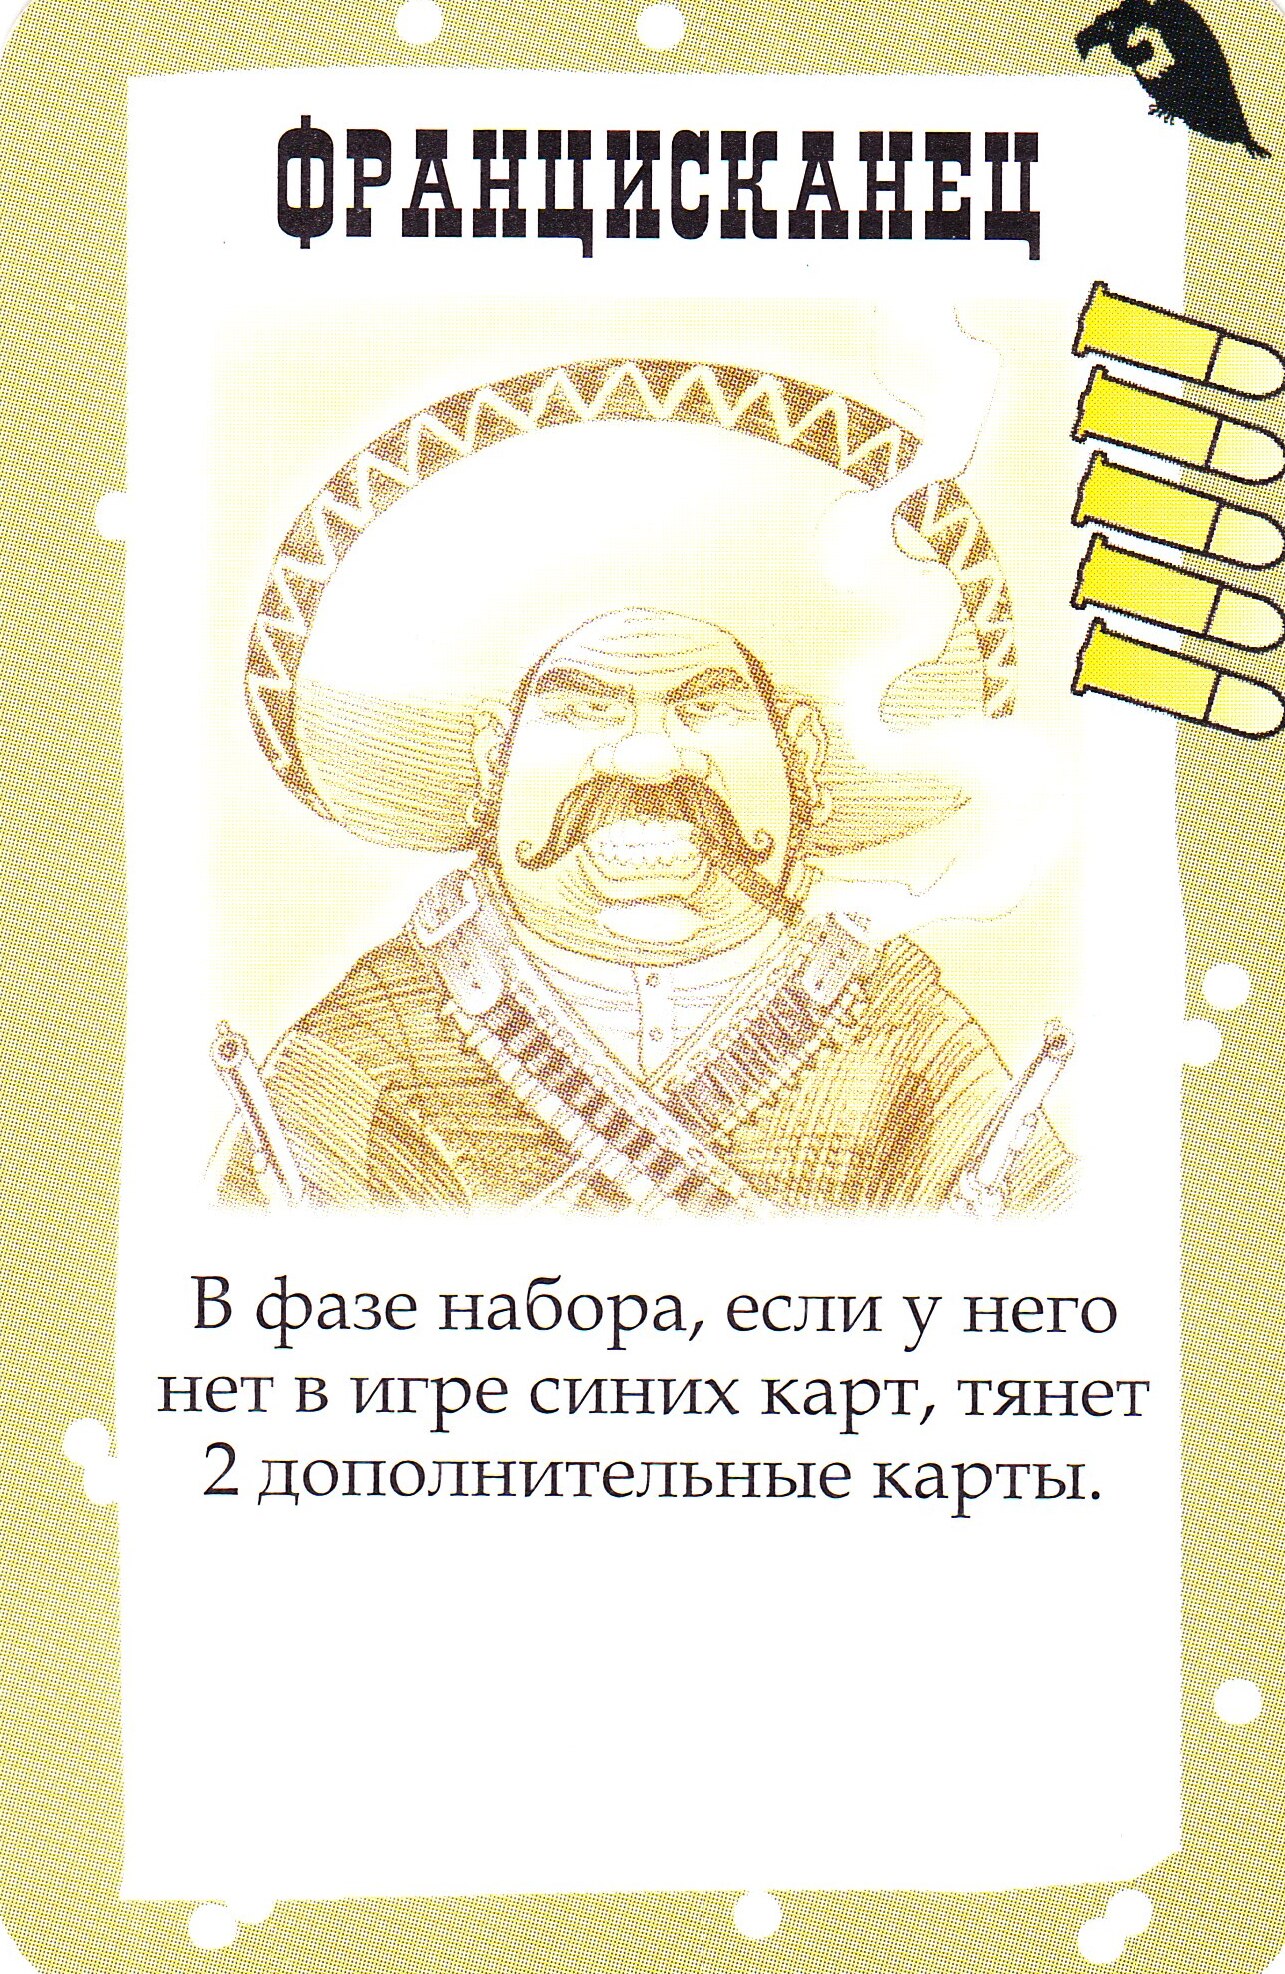 ФРАНЦИСКАНЕЦ
В фазе набора, если у него
нет в игре синих карт, тянет
2 дополнительные карты.